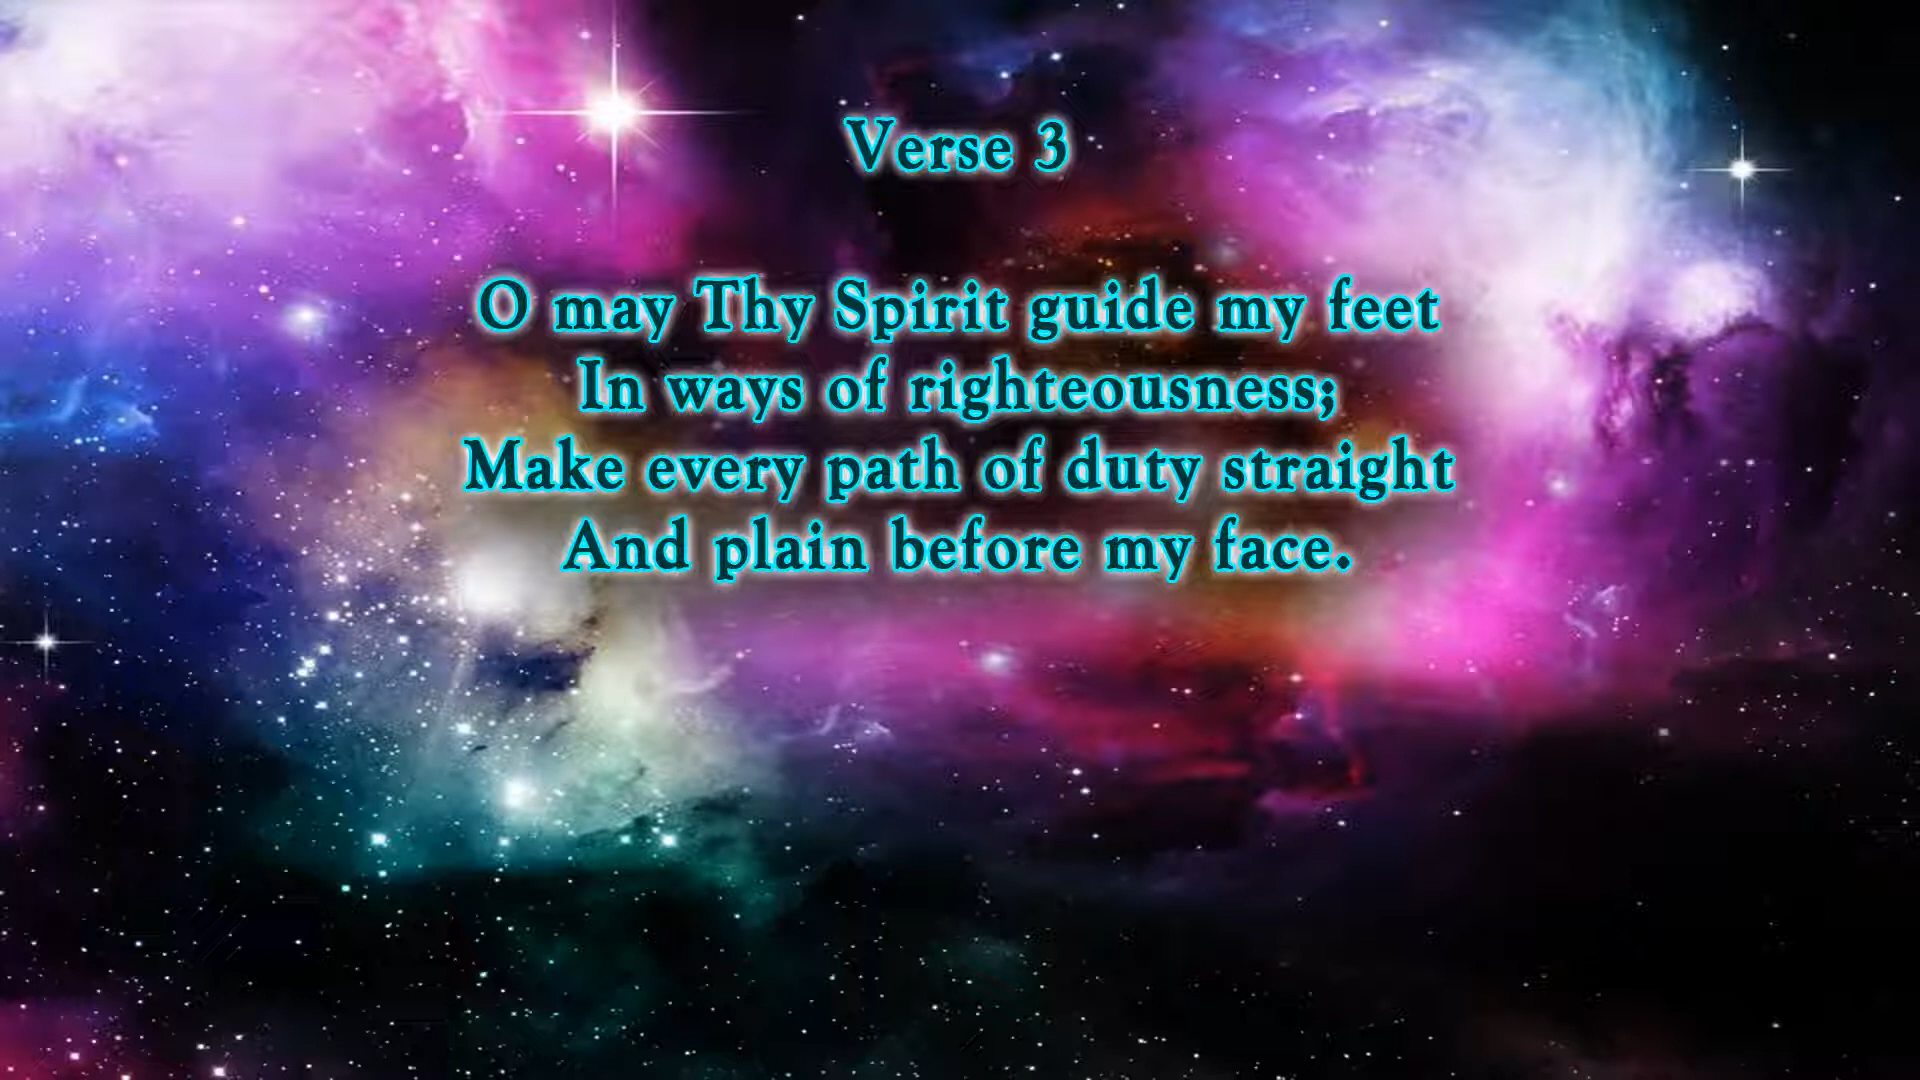 Verse 3
O may Thy Spirit guide my feet
In ways of righteousness;
Make every path of duty straight
And plain before my face.